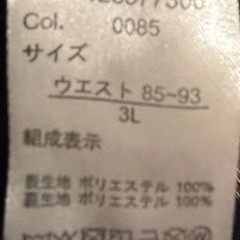 Col. 0085
サイズ
ウエスト 85~93
3L
組成表示
表生地 ポリエステル 100%
裏生地 ポリエステル 100%